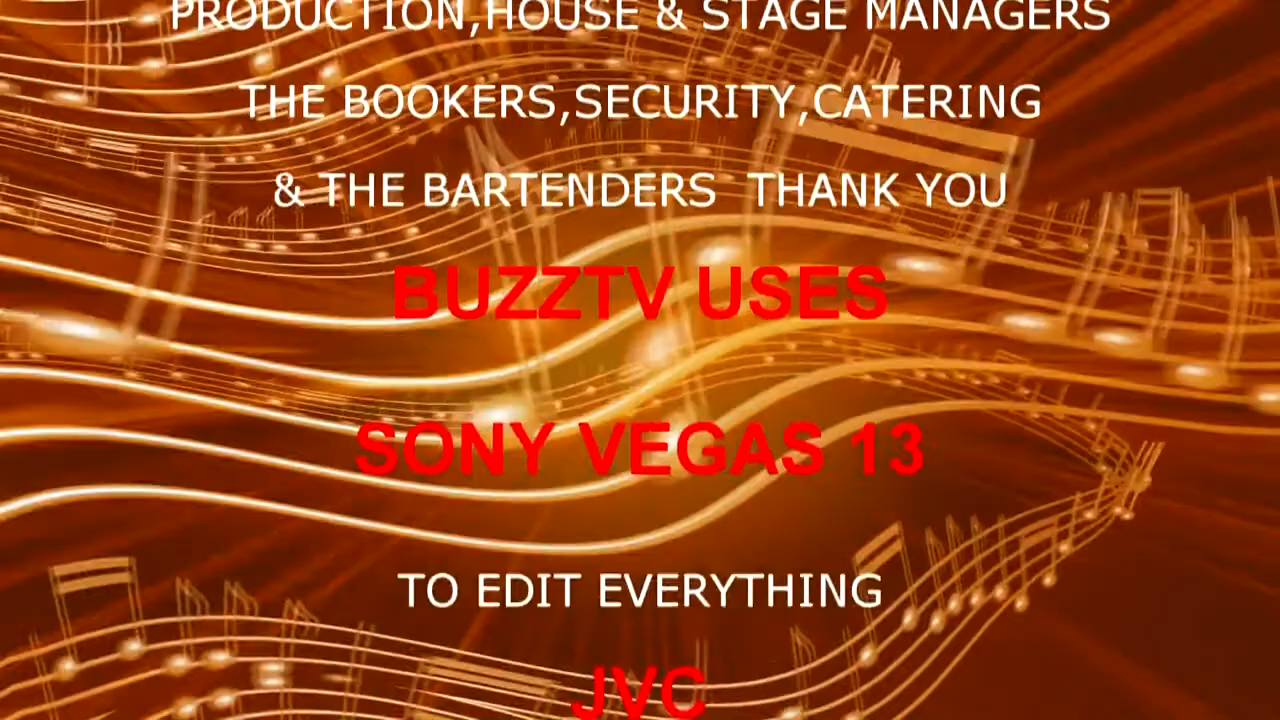 PRODUCTION,HOUSE & STAGE MANAGERS
THE BOOKERS,SECURITY,CATERING
& THE BARTENDERS THANK YOU
BUZZTV USES
SONY VEGAS 13
TO EDIT EVERYTHING
JVC